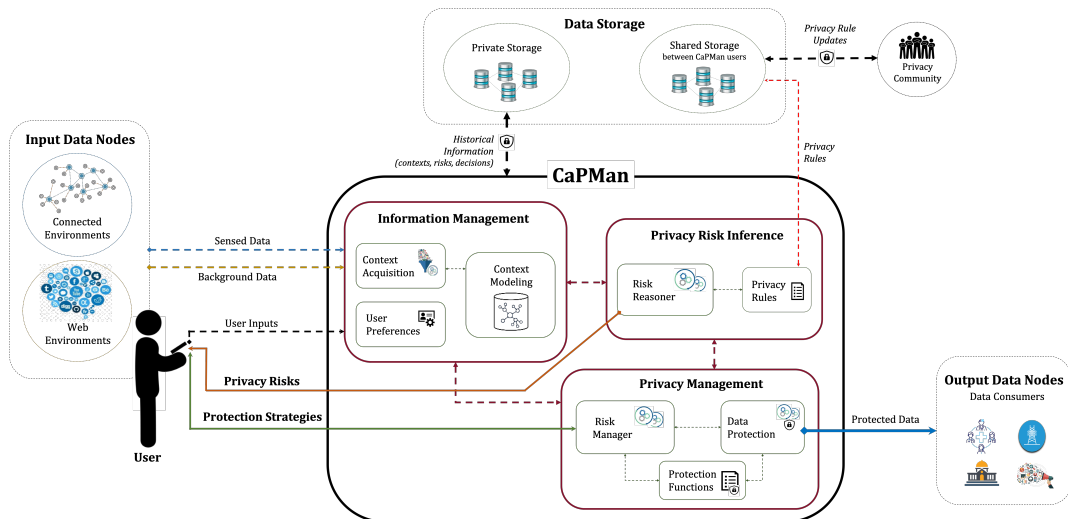 Data Storage
Private Storage
Shared Storage
between CaPMan users
Privacy Rule
Updates
Privacy
Community
Historical
Information
(contexts, risks, decisions)
Privacy
Rules
Input Data Nodes
Connected
Environments
Web
Environments
User
Sensed Data
Background Data
User Inputs
Privacy Risks
Protection Strategies
CaPMan
Information Management
Context
Acquisition
User
Preferences
Context
Modeling
Privacy Risk Inference
Risk
Reasoner
Privacy
Rules
Privacy Management
Risk
Manager
Data
Protection
Protection
Functions
Protected Data
Output Data Nodes
Data Consumers